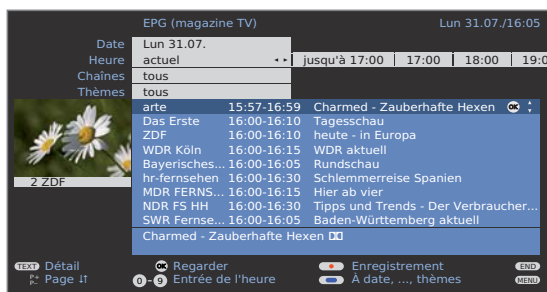 EPG (magazine TV) Lun 31.07./16:05
Date Lun 31.07.
Heure actuel jusqu'à 17:00 17:00 18:00 19:0
Chaînes tous
Thèmes tous
arte 15:57-16:59 Charmed - Zauberhafte Hexen OK
Das Erste 16:00-16:10 Tagesschau
ZDF 16:00-16:10 heute - in Europa
WDR Köln 16:00-16:15 WDR aktuell
Bayerisches... 16:00-16:05 Rundschau
hr-fernsehen 16:00-16:30 Schlemmerreise Spanien
MDR FERNS... 16:00-16:15 Hier ab vier
NDR FS HH 16:00-16:30 Tipps und Trends - Der Verbraucher...
SWR Fernse... 16:00-16:05 Baden-Württemberg aktuell
2 ZDF
Charmed - Zauberhafte Hexen
TEXT Détail OK Regarder Enregistrement END
P+ P- Page 0-9 Entrée de l'heure À date, ..., thèmes MENU